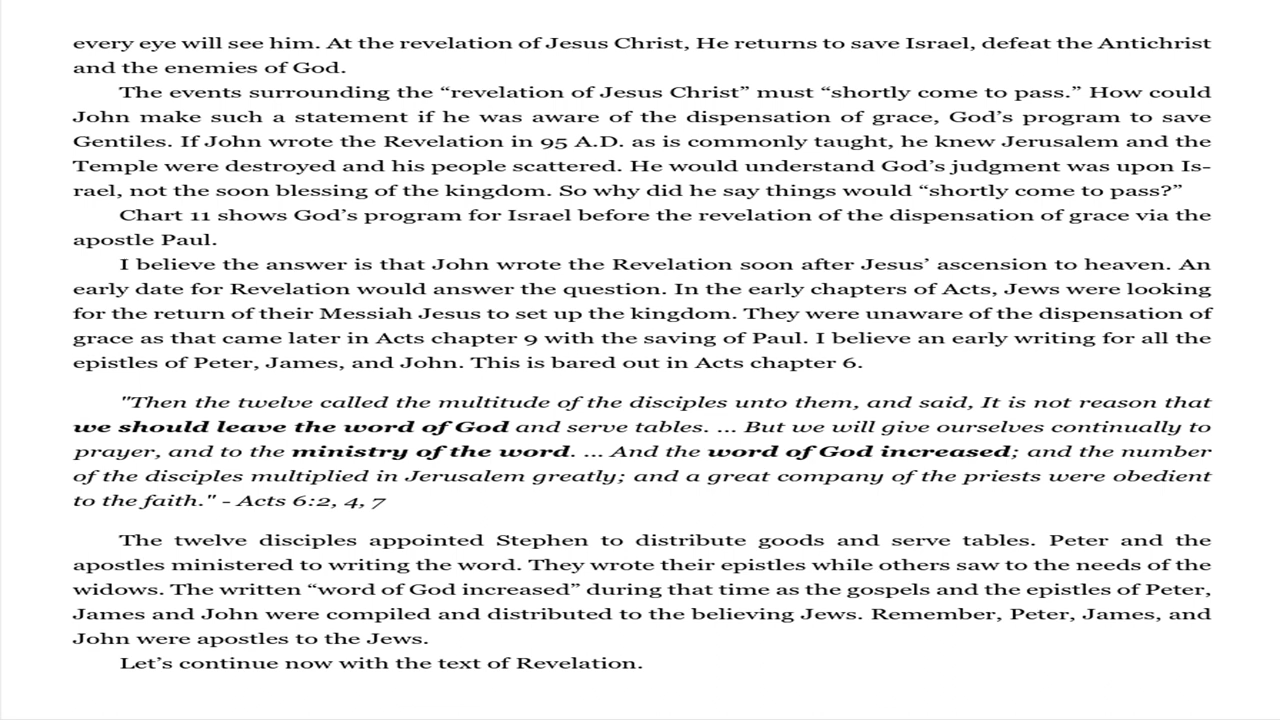 every eye will see him. At the revelation of Jesus Christ, He returns to save Israel, defeat the Antichrist
and the enemies of God.
The events surrounding the “revelation of Jesus Christ” must “shortly come to pass.” How could
John make such a statement if he was aware of the dispensation of grace, God’s program to save
Gentiles. If John wrote the Revelation in 95 A.D. as is commonly taught, he knew Jerusalem and the
Temple were destroyed and his people scattered. He would understand God’s judgment was upon Is-
rael, not the soon blessing of the kingdom. So why did he say things would “shortly come to pass?”
Chart 11 shows God’s program for Israel before the revelation of the dispensation of grace via the
apostle Paul.
I believe the answer is that John wrote the Revelation soon after Jesus’ ascension to heaven. An
early date for Revelation would answer the question. In the early chapters of Acts, Jews were looking
for the return of their Messiah Jesus to set up the kingdom. They were unaware of the dispensation of
grace as that came later in Acts chapter 9 with the saving of Paul. I believe an early writing for all the
epistles of Peter, James, and John. This is bared out in Acts chapter 6.
"Then the twelve called the multitude of the disciples unto them, and said, It is not reason that
we should leave the word of God and serve tables. ... But we will give ourselves continually to
prayer, and to the ministry of the word. ... And the word of God increased; and the number
of the disciples multiplied in Jerusalem greatly; and a great company of the priests were obedient
to the faith." - Acts 6:2, 4, 7
The twelve disciples appointed Stephen to distribute goods and serve tables. Peter and the
apostles ministered to writing the word. They wrote their epistles while others saw to the needs of the
widows. The written “word of God increased” during that time as the gospels and the epistles of Peter,
James and John were compiled and distributed to the believing Jews. Remember, Peter, James, and
John were apostles to the Jews.
Let’s continue now with the text of Revelation.